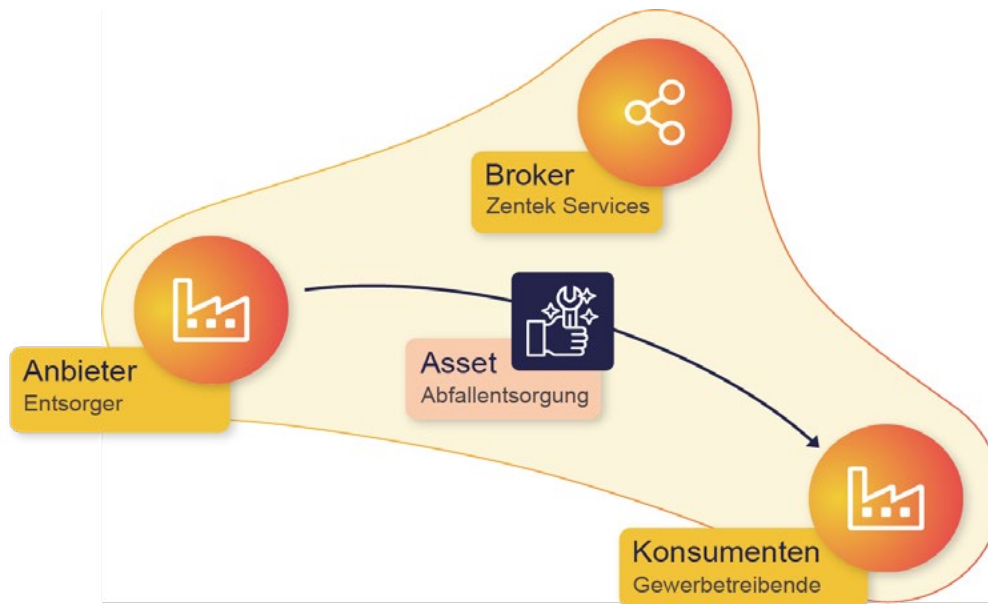 Broker
Zentek Services
Anbieter
Entsorger
Asset
Abfallentsorgung
Konsumenten
Gewerbetreibende